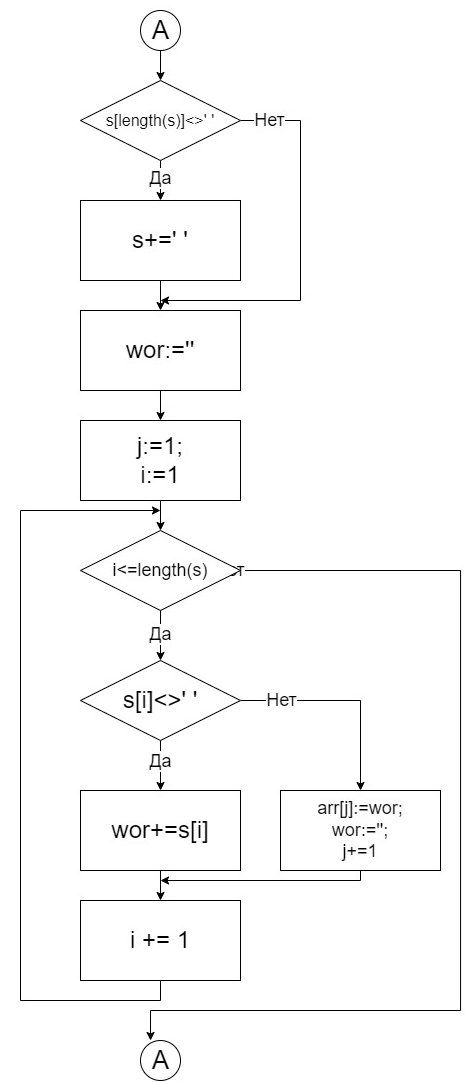 A
s[length(s)]<>' '
Нет
Да
s+=' '
wor:=''
j:=1;
i:=1
i<=length(s)
Да
s[i]<>' '
Нет
Да
wor+=s[i]
arr[j]:=wor;
wor:='';
j+=1
i += 1
A